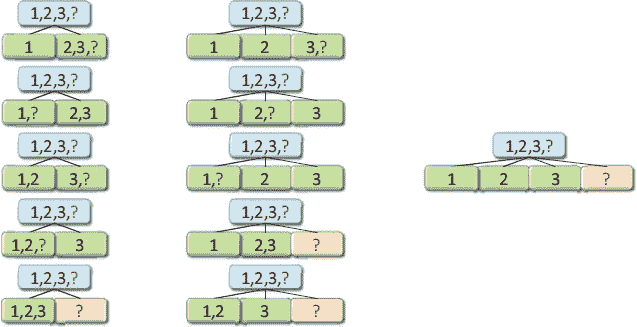 1,2,3,?
1 2,3,?
1,2,3,?
1,? 2,3
1,2,3,?
1,2 3,?
1,2,3,?
1,2,? 3
1,2,3,?
1,2,3 ?
1,2,3,?
1 2 3,?
1,2,3,?
1 2,? 3
1,2,3,?
1,? 2 3
1,2,3,?
1 2,3 ?
1,2,3,?
1,2 3 ?
1,2,3,?
1 2 3 ?